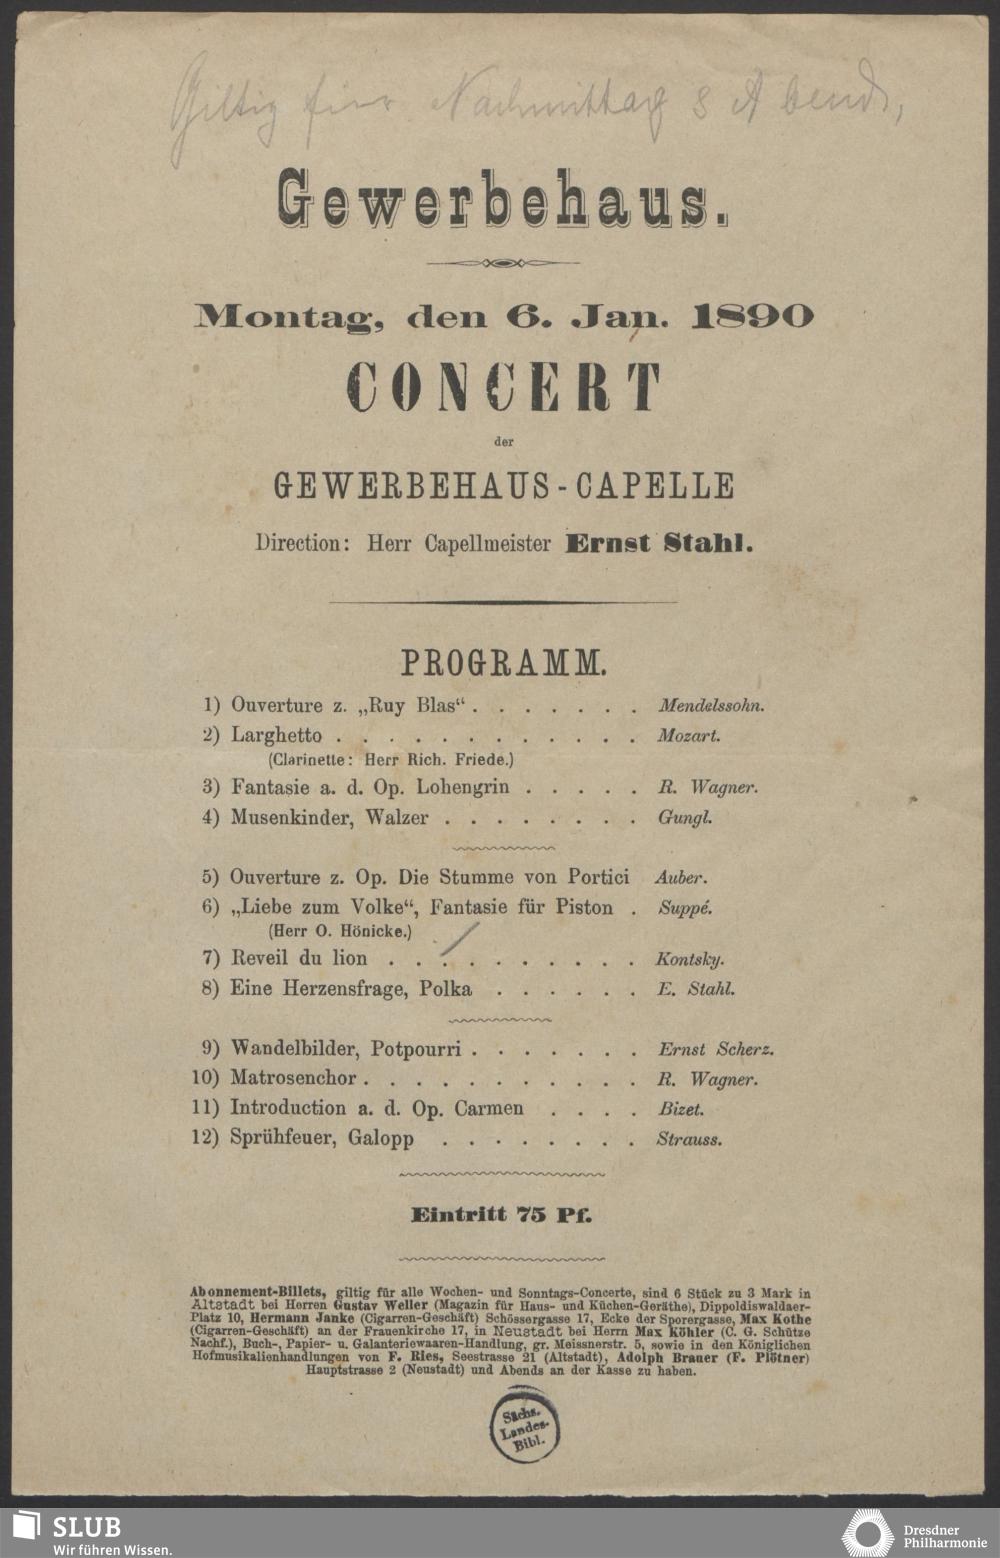 Giltig für Nachmittag & Abend,
Gewerbehaus.
Montag, den 6. Jan. 1890
CONCERT
der
GEWERBEHAUS-CAPELLE
Direction: Herr Capellmeister Ernst Stahl.
PROGRAMM.
1) Ouverture z. „Ruy Blas“ . . . . . . . Mendelssohn.
2) Larghetto . . . . . . . . . . . . Mozart.
(Clarinette: Herr Rich. Friede.)
3) Fantasie a. d. Op. Lohengrin . . . . . R. Wagner.
4) Musenkinder, Walzer . . . . . . . . Gungl.
5) Ouverture z. Op. Die Stumme von Portici Auber.
6) „Liebe zum Volke“, Fantasie für Piston . Suppé.
(Herr O. Hönicke.)
7) Reveil du lion . . . . . . . . . . Kontsky.
8) Eine Herzensfrage, Polka . . . . . . E. Stahl.
9) Wandelbilder, Potpourri . . . . . . . Ernst Scherz.
10) Matrosenchor . . . . . . . . . . . R. Wagner.
11) Introduction a. d. Op. Carmen . . . . Bizet.
12) Sprühfeuer, Galopp . . . . . . . . Strauss.
Eintritt 75 Pf.
Abonnement-Billets, giltig für alle Wochen- und Sonntags-Concerte, sind 6 Stück zu 3 Mark in
Altstadt bei Herren Gustav Weller (Magazin für Haus- und Küchen-Geräthe), Dippoldiswaldaer-
Platz 10, Hermann Janke (Cigarren-Geschäft) Schössergasse 17, Ecke der Sporergasse, Max Kothe
(Cigarren-Geschäft) an der Frauenkirche 17, in Neustadt bei Herrn Max Köhler (C. G. Schütze
Nachf.), Buch-, Papier- u. Galanteriewaaren-Handlung, gr. Meissnerstr. 5, sowie in den Königlichen
Hofmusikalienhandlungen von F. Ries, Seestrasse 21 (Altstadt), Adolph Brauer (F. Plötner)
Hauptstrasse 2 (Neustadt) und Abends an der Kasse zu haben.
Sächs.
Landes-
Bibl.
SLUB
Wir führen Wissen.
Dresdner
Philharmonie